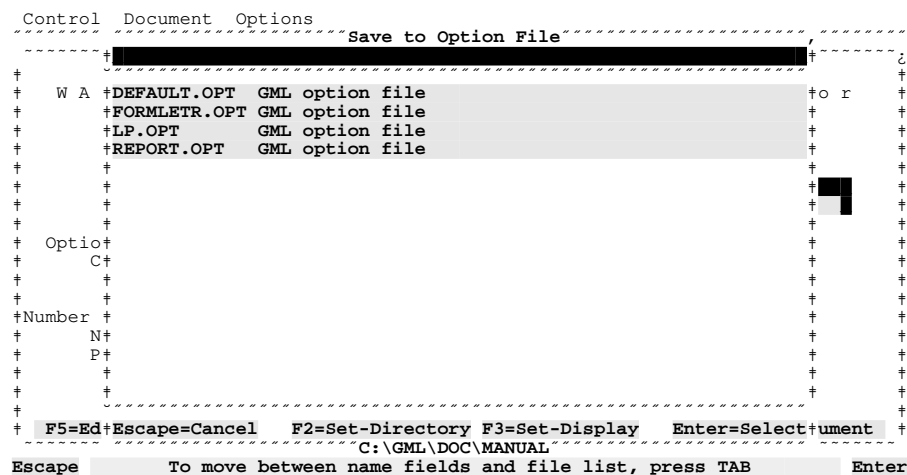 Control Document Options
Save to Option File
W A DEFAULT.OPT GML option file o r
FORMLETR.OPT GML option file
LP.OPT GML option file
REPORT.OPT GML option file
Optio
C
Number
N
P
F5=Ed Escape=Cancel F2=Set-Directory F3=Set-Display Enter=Select ument
C:\GML\DOC\MANUAL
Escape To move between name fields and file list, press TAB Enter